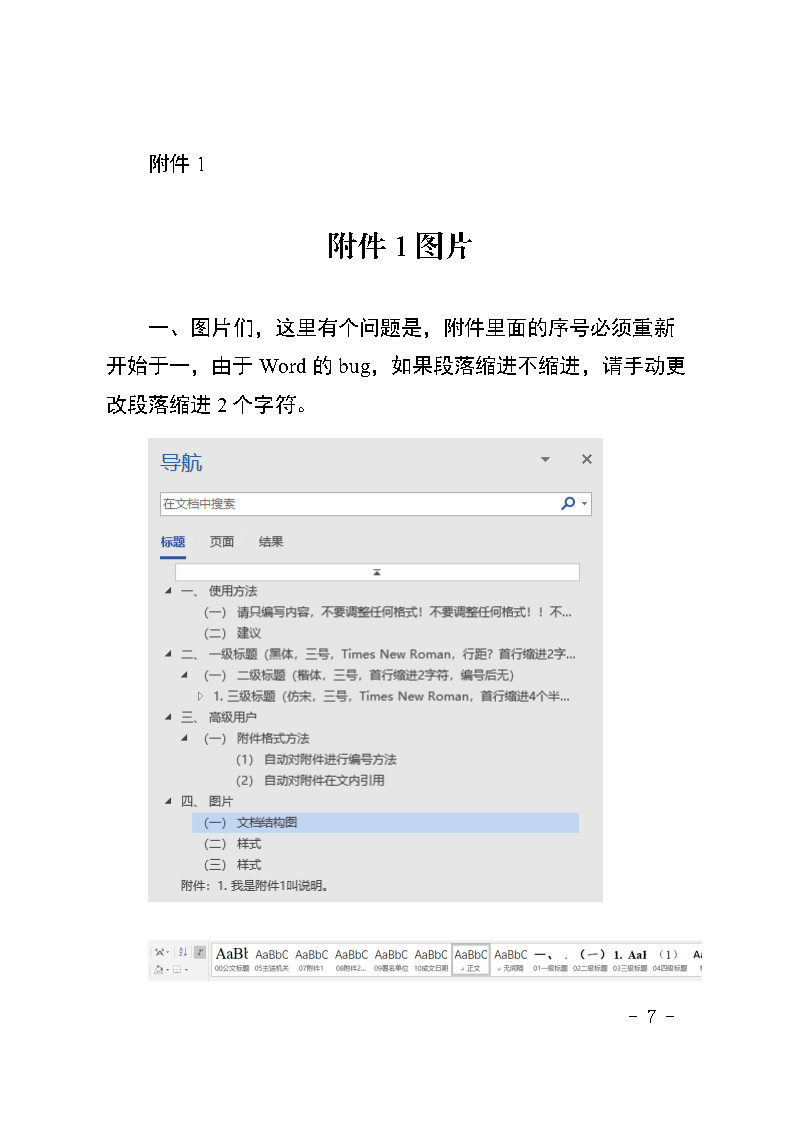 附件 1
附件 1 图片
一、图片们，这里有个问题是，附件里面的序号必须重新
开始于一，由于 Word 的 bug，如果段落缩进不缩进，请手动更
改段落缩进 2 个字符。
导航
在文档中搜索
标题 页面 结果
一、 使用方法
（一） 请只编写内容，不要调整任何格式！不要调整任何格式！！不...
（二） 建议
二、 一级标题（黑体，三号，Times New Roman，行距？首行缩进2字...
（一） 二级标题（楷体，三号，首行缩进2字符，编号后无）
1. 三级标题（仿宋，三号，Times New Roman，首行缩进4个半...
三、 高级用户
（一） 附件格式方法
（1） 自动对附件进行编号方法
（2） 自动对附件在文内引用
四、 图片
（一） 文档结构图
（二） 样式
（三） 样式
附件：1. 我是附件1叫说明。
AaBb AaBbC AaBbC AaBbC AaBbC AaBbC AaBbC AaBbC 一、 . （一） 1. AaB （1） Aa
00公文标题 05主送机关 07附件1 08附件2... 09署名单位 10成文日期 正文 无间隔 01一级标题 02二级标题 03三级标题 04四级标题
- 7 -